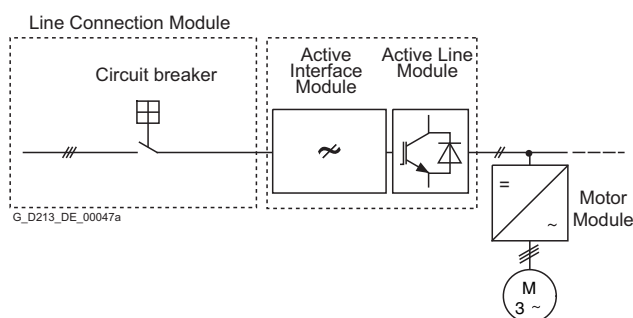 Line Connection Module
Circuit breaker
Active
Interface
Module
Active Line
Module
G_D213_DE_00047a
=
~
Motor
Module
M
3 ~